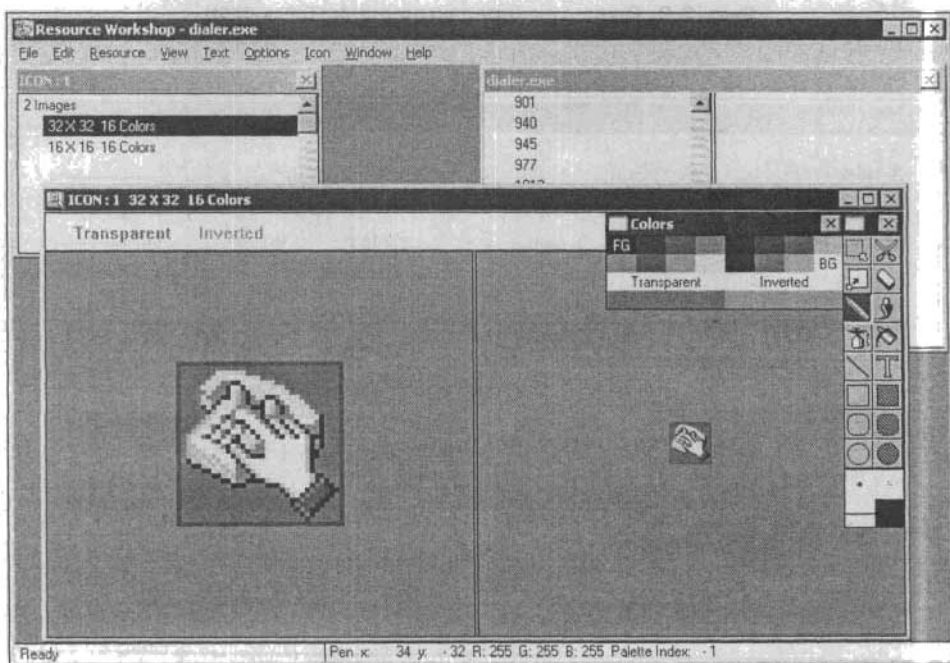 Resource Workshop - dialer.exe
File Edit Resource View Text Options Icon Window Help
ICON : 1
2 Images
32 X 32 16 Colors
16 X 16 16 Colors
dialer.exe
901
940
945
977
ICON : 1 32 X 32 16 Colors
Transparent Inverted
Colors
FG
BG
Transparent Inverted
T
Ready
Pen x: 34 y: -32 R: 255 G: 255 B: 255 Palette Index: -1